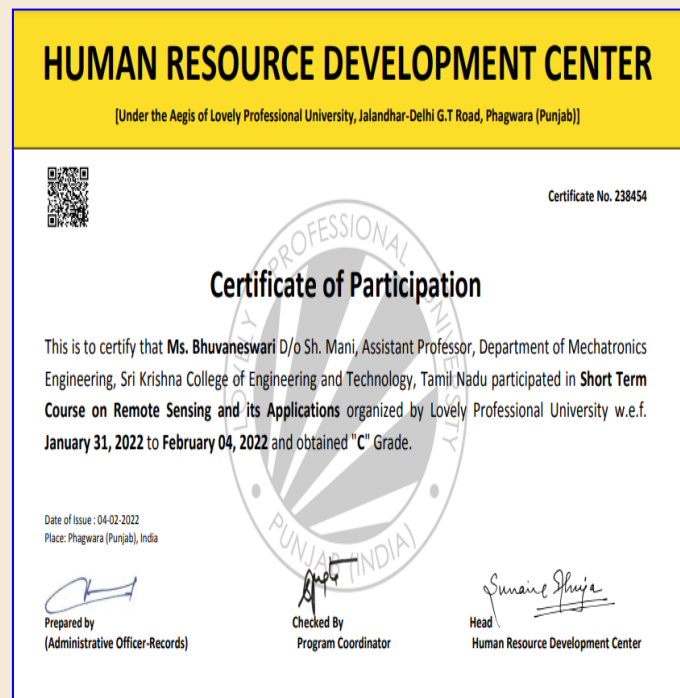 HUMAN RESOURCE DEVELOPMENT CENTER
[Under the Aegis of Lovely Professional University, Jalandhar-Delhi G.T Road, Phagwara (Punjab)]
Certificate No. 238454
LOVELY PROFESSIONAL UNIVERSITY
Certificate of Participation
This is to certify that Ms. Bhuvaneswari D/o Sh. Mani, Assistant Professor, Department of Mechatronics
Engineering, Sri Krishna College of Engineering and Technology, Tamil Nadu participated in Short Term
Course on Remote Sensing and its Applications organized by Lovely Professional University w.e.f.
January 31, 2022 to February 04, 2022 and obtained "C" Grade.
PUNJAB (INDIA)
Date of Issue : 04-02-2022
Place: Phagwara (Punjab), India
Prepared by
(Administrative Officer-Records)
Checked By
Program Coordinator
Head
Human Resource Development Center